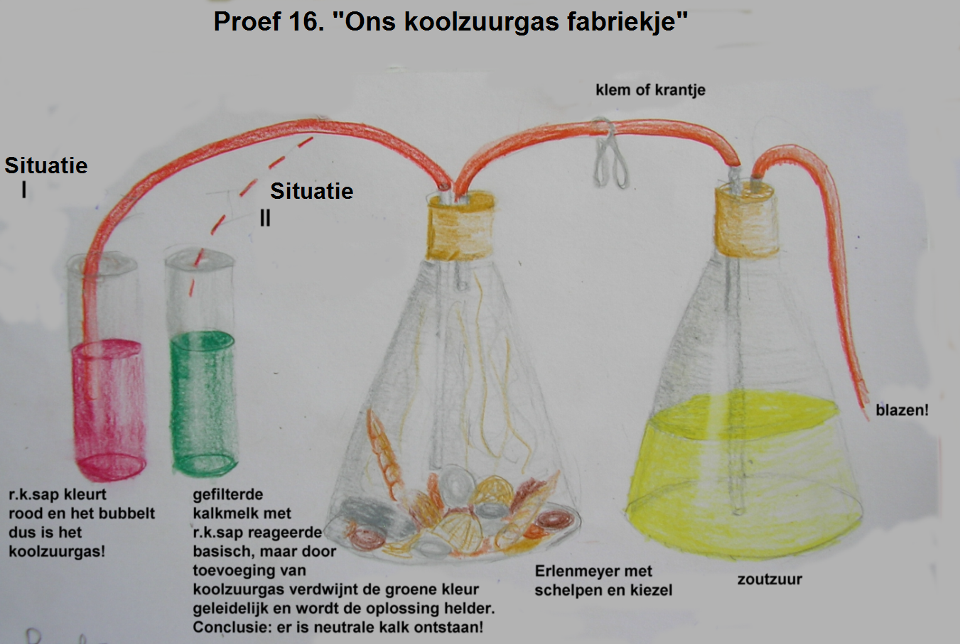 Proef 16. "Ons koolzuurgas fabriekje"
klem of krantje
Situatie
I
Situatie
II
blazen!
r.k.sap kleurt
rood en het bubbelt
dus is het
koolzuurgas!
gefilterde
kalkmelk met
r.k.sap reageerde
basisch, maar door
toevoeging van
koolzuurgas verdwijnt de groene kleur
geleidelijk en wordt de oplossing helder.
Conclusie: er is neutrale kalk ontstaan!
Erlenmeyer met
schelpen en kiezel
zoutzuur